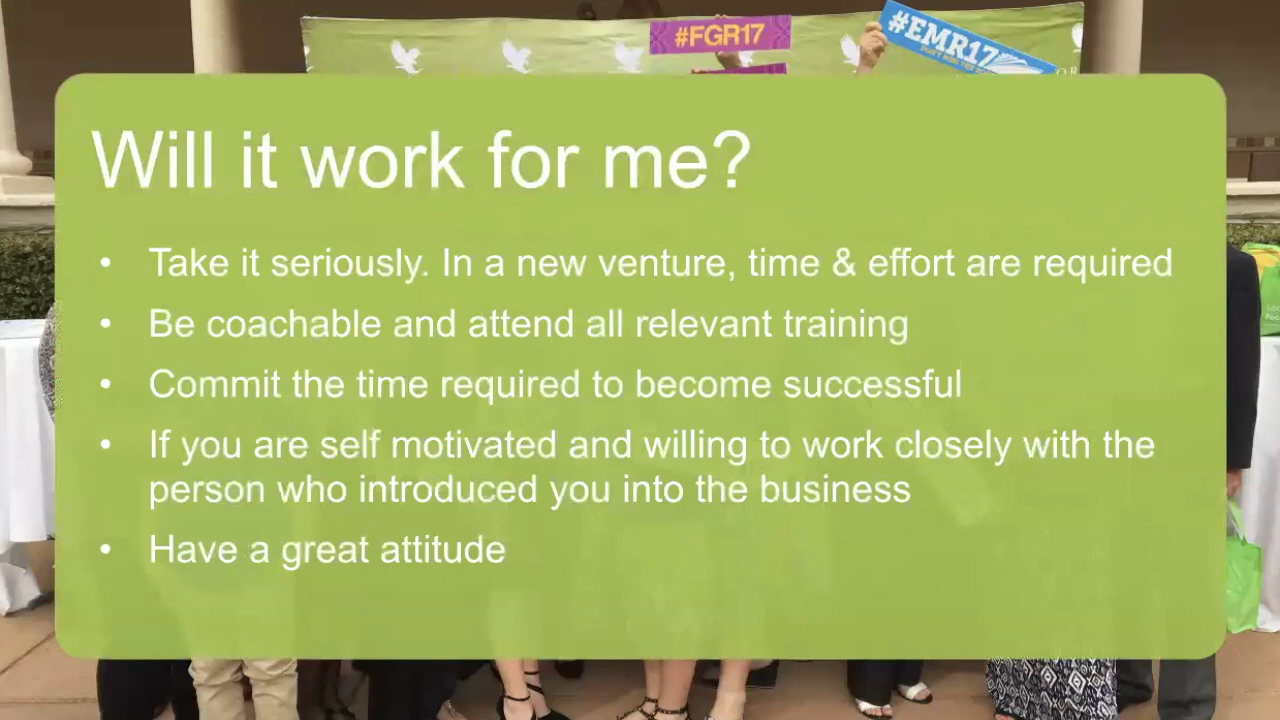 #FGR17
#EMR17
Will it work for me?
• Take it seriously. In a new venture, time & effort are required
• Be coachable and attend all relevant training
• Commit the time required to become successful
• If you are self motivated and willing to work closely with the
person who introduced you into the business
• Have a great attitude